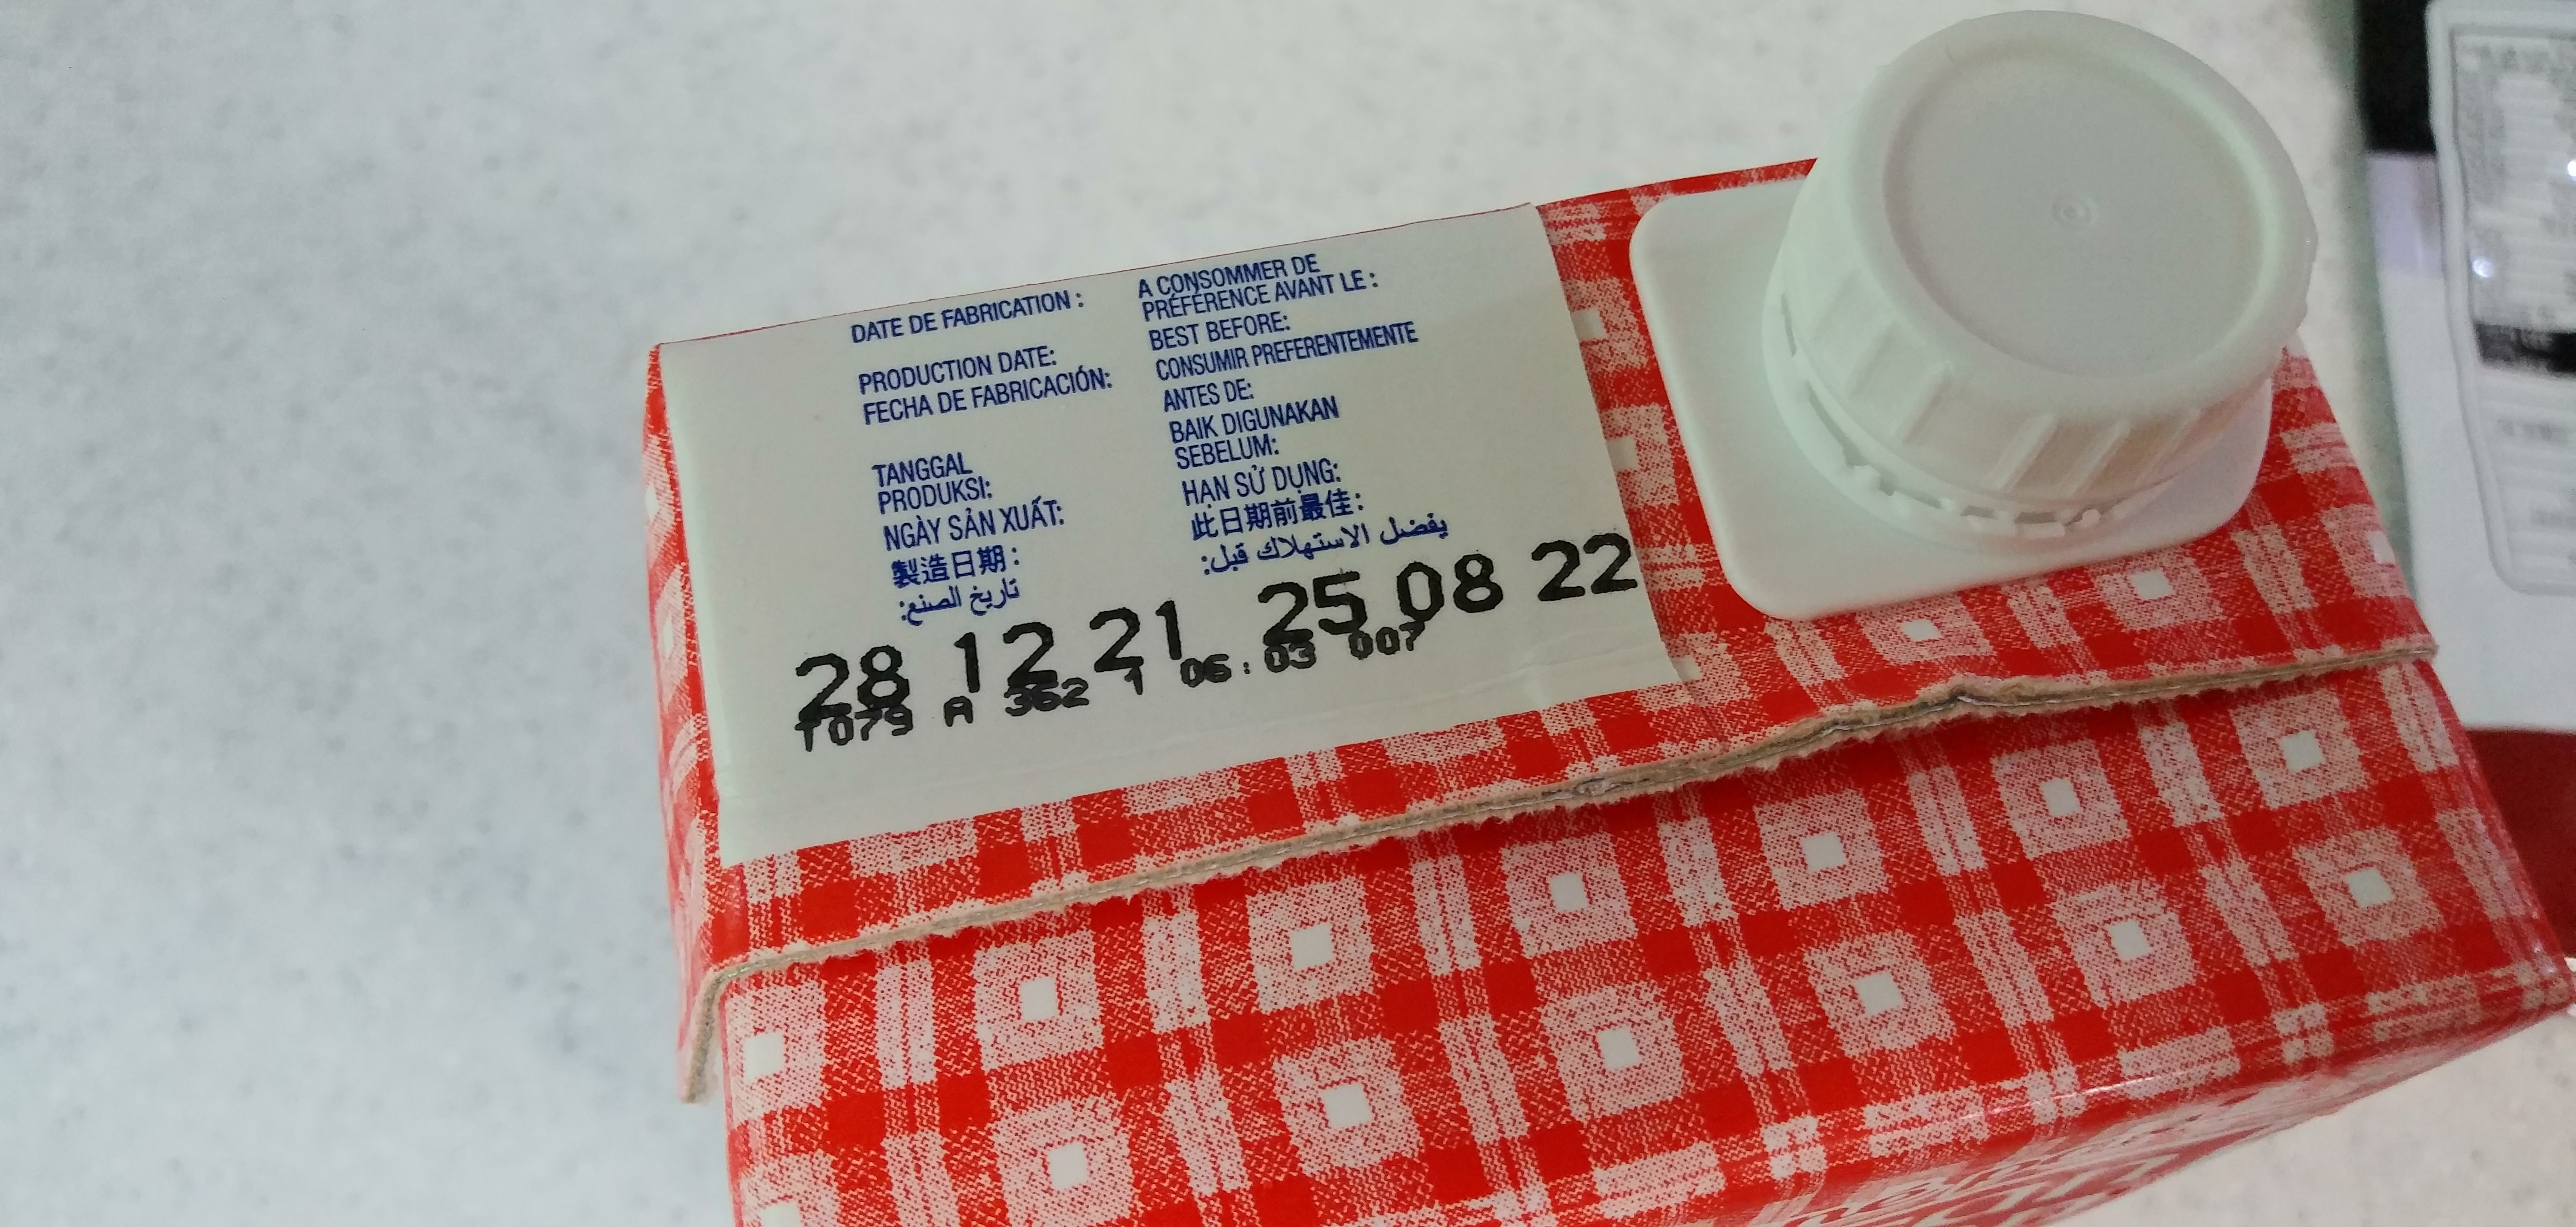 DATE DE FABRICATION :
PRODUCTION DATE:
FECHA DE FABRICACIÓN:
TANGGAL
PRODUKSI:
NGÀY SẢN XUẤT:
製造日期：
تاريخ الصنع:
A CONSOMMER DE
PRÉFÉRENCE AVANT LE :
BEST BEFORE:
CONSUMIR PREFERENTEMENTE
ANTES DE:
BAIK DIGUNAKAN
SEBELUM:
HẠN SỬ DỤNG:
此日期前最佳：
يفضل الاستهلاك قبل:
28 12 21 25 08 22
T079 A 362 1 06:03 007